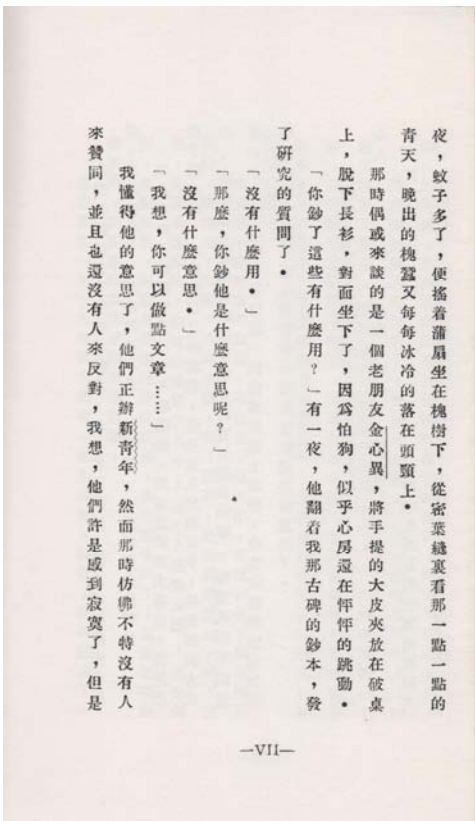 夜，蚊子多了，便搖着蒲扇坐在槐樹下，從密葉縫裏看那一點一點的
青天，晚出的槐蠶又每每冰冷的落在頭頸上。
那時偶或來談的是一個老朋友金心異，將手提的大皮夾放在破桌
上，脫下長衫，對面坐下了，因爲怕狗，似乎心房還在怦怦的跳動。
「你鈔了這些有什麼用？」有一夜，他翻着我那古碑的鈔本，發
了研究的質問了。
「沒有什麼用。」
「那麼，你鈔他是什麼意思呢？」
「沒有什麼意思。」
「我想，你可以做點文章……」
我懂得他的意思了，他們正辦新青年，然而那時仿彿不特沒有人
來贊同，並且也還沒有人來反對，我想，他們許是感到寂寞了，但是
—VII—